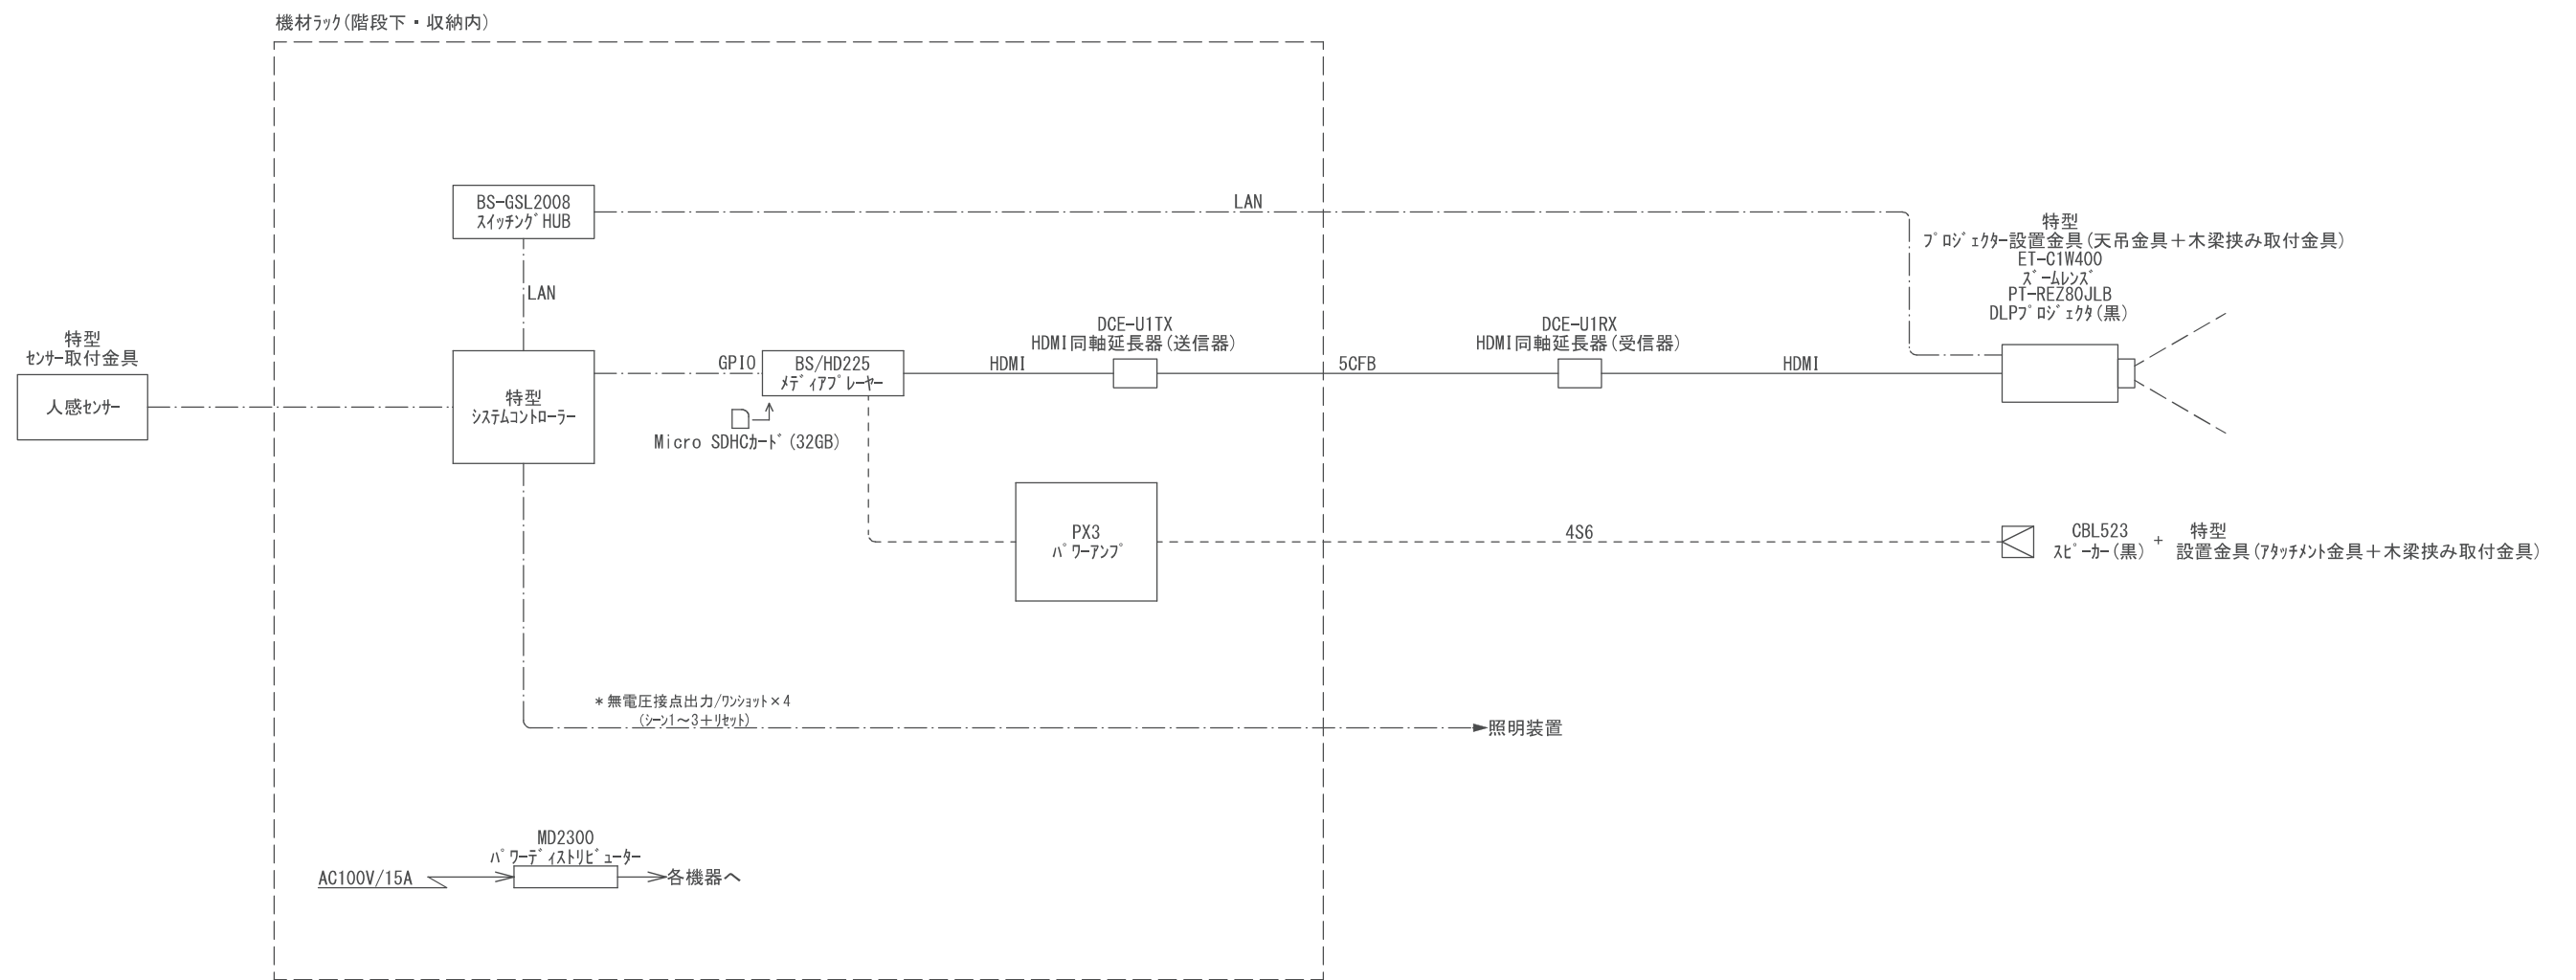 機材ﾗｯｸ(階段下・収納内)
BS-GSL2008
ｽｲｯﾁﾝｸﾞHUB
LAN
LAN
特型
ﾌﾟﾛｼﾞｪｸﾀｰ設置金具(天吊金具＋木梁挟み取付金具)
ET-C1W400
ｽﾞｰﾑﾚﾝｽﾞ
PT-REZ80JLB
DLPﾌﾟﾛｼﾞｪｸﾀ(黒)
特型
ｾﾝｻｰ取付金具
人感ｾﾝｻｰ
特型
ｼｽﾃﾑｺﾝﾄﾛｰﾗｰ
GPIO
BS/HD225
ﾒﾃﾞｨｱﾌﾟﾚｰﾔｰ
Micro SDHCｶｰﾄﾞ(32GB)
HDMI
DCE-U1TX
HDMI同軸延長器(送信器)
5CFB
DCE-U1RX
HDMI同軸延長器(受信器)
HDMI
PX3
ﾊﾟﾜｰｱﾝﾌﾟ
4S6
CBL523
ｽﾋﾟｰｶｰ(黒)
+
特型
設置金具(ｱﾀｯﾁﾒﾝﾄ金具＋木梁挟み取付金具)
*無電圧接点出力/ﾜﾝｼｮｯﾄ×4
(ｼｰﾝ1～3＋ﾘｾｯﾄ)
照明装置
MD2300
ﾊﾟﾜｰﾃﾞｨｽﾄﾘﾋﾞｭｰﾀｰ
AC100V/15A
各機器へ